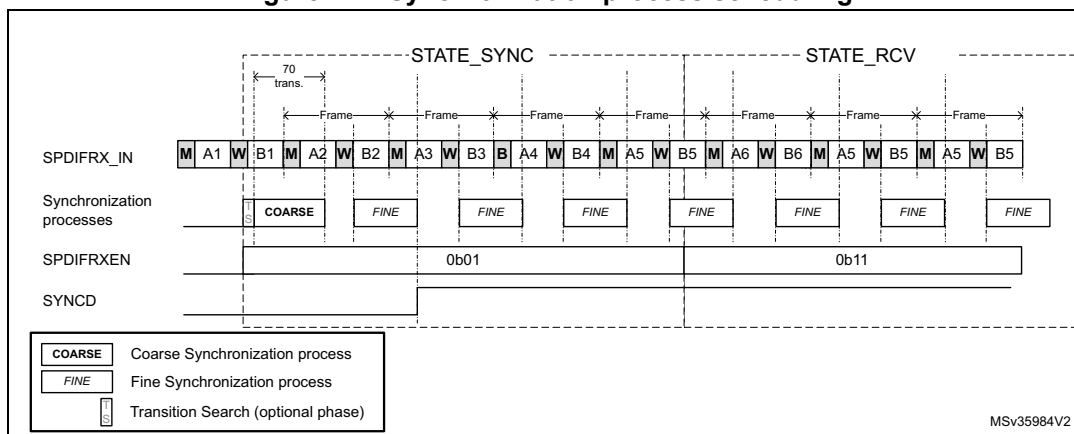 STATE_SYNC STATE_RCV
70
trans.
Frame Frame Frame Frame Frame Frame Frame
SPDIFRX_IN M A1 W B1 M A2 W B2 M A3 W B3 B A4 W B4 M A5 W B5 M A6 W B6 M A5 W B5 M A5 W B5
Synchronization
processes
TS COARSE FINE FINE FINE FINE FINE FINE FINE
SPDIFRXEN 0b01 0b11
SYNCD
COARSE Coarse Synchronization process
FINE Fine Synchronization process
TS Transition Search (optional phase)
MSv35984V2